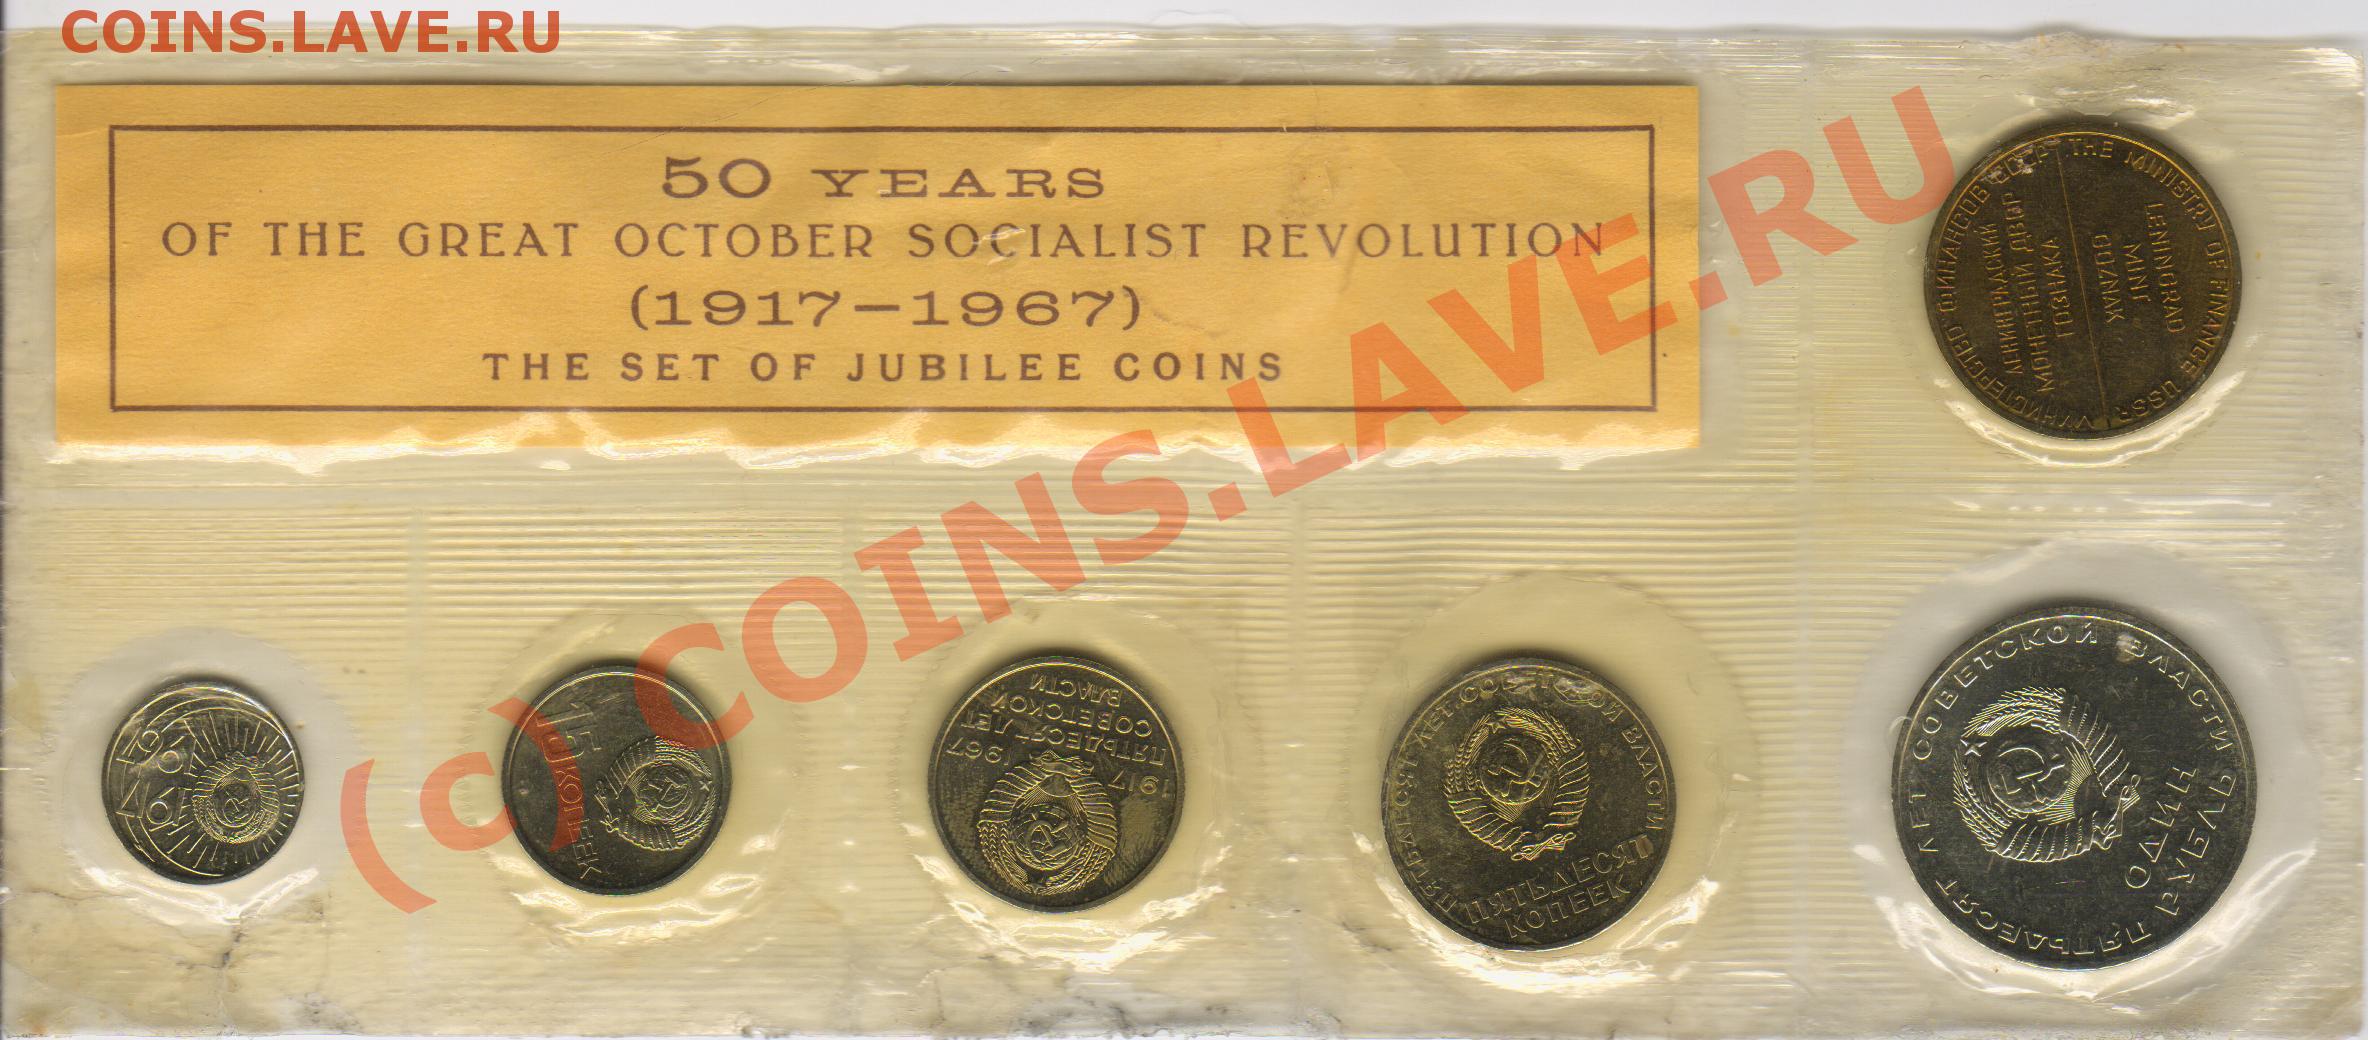 COINS.LAVE.RU
50 YEARS
OF THE GREAT OCTOBER SOCIALIST REVOLUTION
(1917–1967)
THE SET OF JUBILEE COINS
THE MINISTRY OF FINANCE USSR
ФИНАНСОВ СССР
ЛЕНИНГРАДСКИЙ
МОНЕТНЫЙ ДВОР
ГОЗНАКА
LENINGRAD
MINT
GOZNAK
(c) COINS.LAVE.RU
1917
1967
15
КОПЕЕК
1917 1967
ПЯТЬДЕСЯТ ЛЕТ
СОВЕТСКОЙ
ВЛАСТИ
ПЯТЬДЕСЯТ ЛЕТ СОВЕТСКОЙ ВЛАСТИ
ПЯТЬДЕСЯТ
КОПЕЕК
ПЯТЬДЕСЯТ ЛЕТ СОВЕТСКОЙ ВЛАСТИ
ОДИН
РУБЛЬ